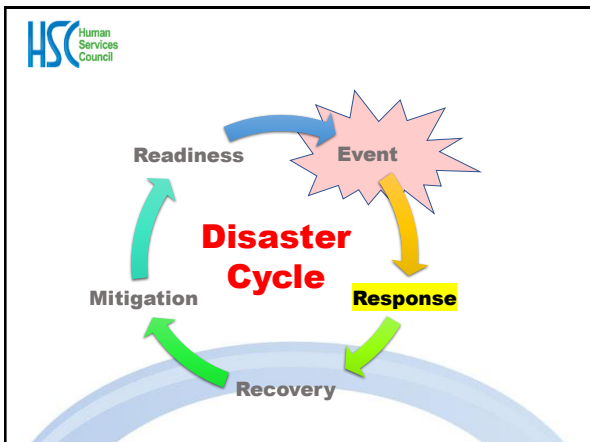 HSC Human
Services
Council
Readiness
Event
Disaster
Cycle
Mitigation
Response
Recovery